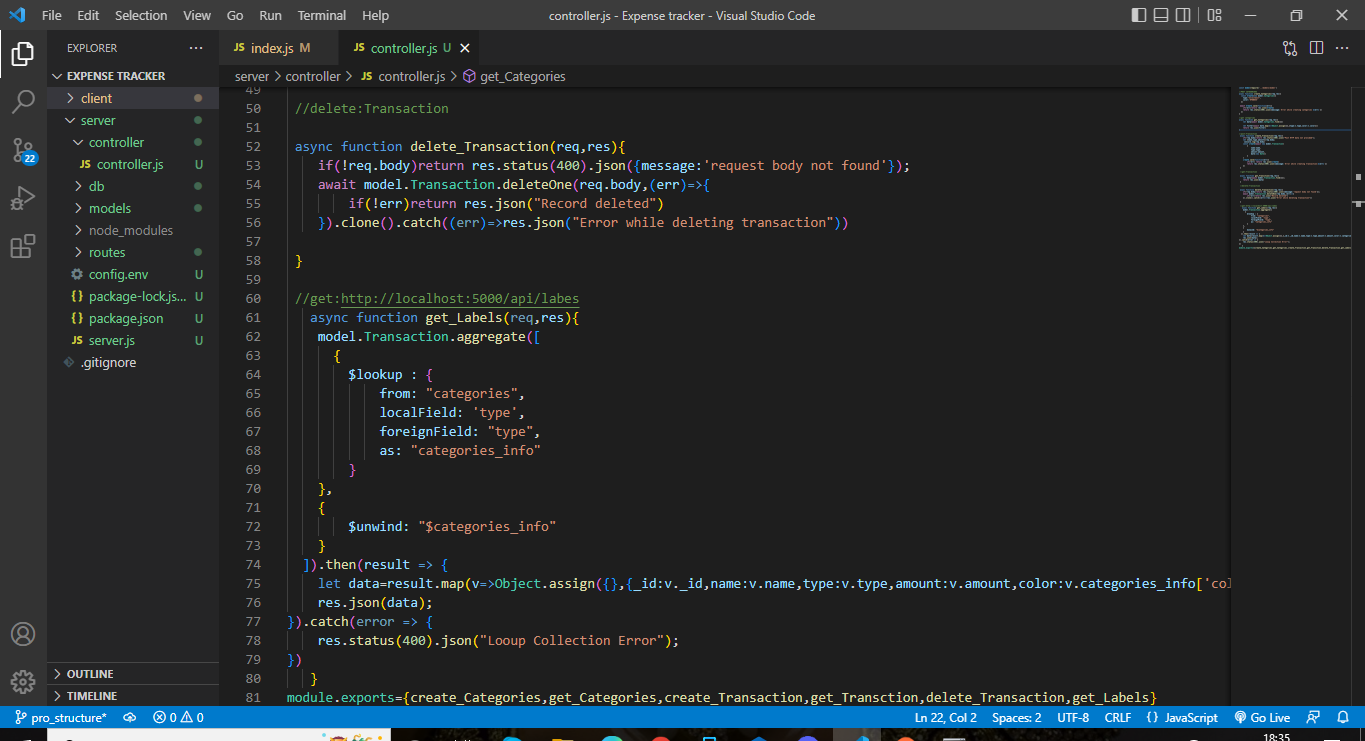 File Edit Selection View Go Run Terminal Help controller.js - Expense tracker - Visual Studio Code
EXPLORER ···
JS index.js M JS controller.js U
EXPENSE TRACKER
server > controller > JS controller.js > get_Categories
client
server
controller
JS controller.js U
db
models
node_modules
routes
config.env U
{} package-lock.js... U
{} package.json U
JS server.js U
.gitignore
22
OUTLINE
TIMELINE
49
50 //delete:Transaction
51
52 async function delete_Transaction(req,res){
53 if(!req.body)return res.status(400).json({message:'request body not found'});
54 await model.Transaction.deleteOne(req.body,(err)=>{
55 if(!err)return res.json("Record deleted")
56 }).clone().catch((err)=>res.json("Error while deleting transaction"))
57
58 }
59
60 //get:http://localhost:5000/api/labes
61 async function get_Labels(req,res){
62 model.Transaction.aggregate([
63 {
64 $lookup : {
65 from: "categories",
66 localField: 'type',
67 foreignField: "type",
68 as: "categories_info"
69 }
70 },
71 {
72 $unwind: "$categories_info"
73 }
74 ]).then(result => {
75 let data=result.map(v=>Object.assign({},{_id:v._id,name:v.name,type:v.type,amount:v.amount,color:v.categories_info['col
76 res.json(data);
77 }).catch(error => {
78 res.status(400).json("Looup Collection Error");
79 })
80 }
81 module.exports={create_Categories,get_Categories,create_Transaction,get_Transction,delete_Transaction,get_Labels}
pro_structure* 0 0 Ln 22, Col 2 Spaces: 2 UTF-8 CRLF {} JavaScript Go Live
18:35